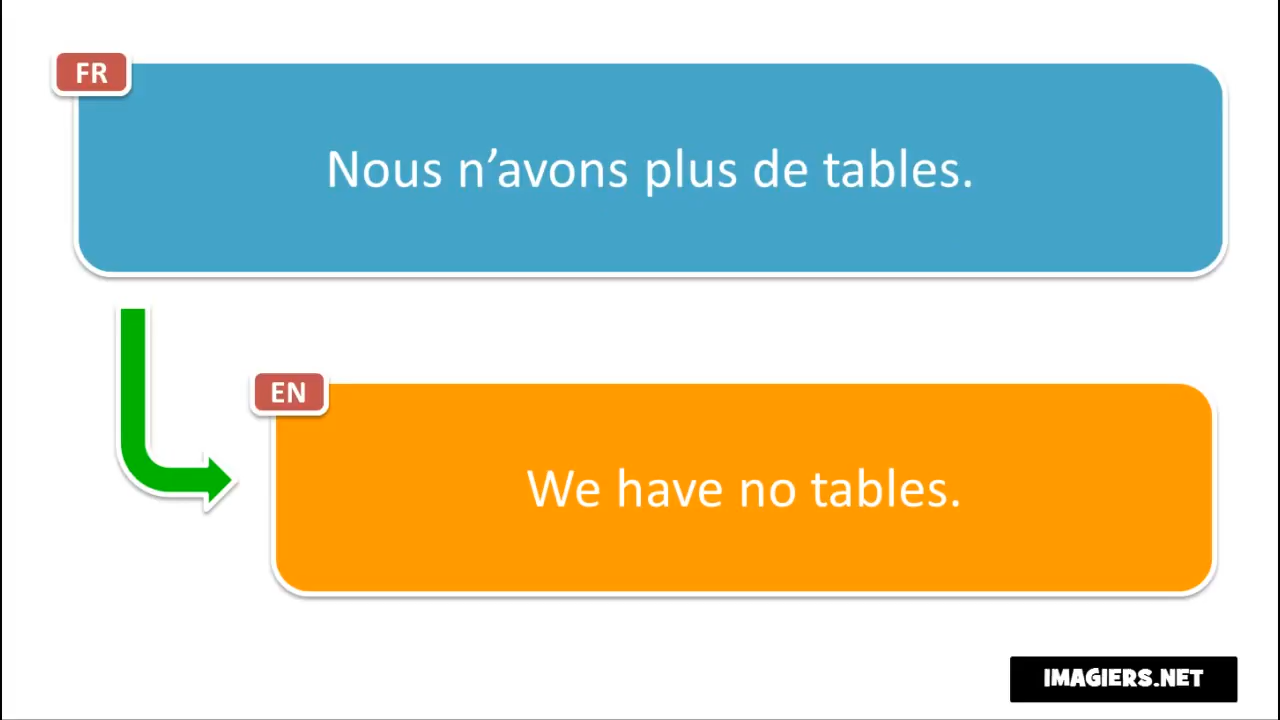 FR
Nous n’avons plus de tables.
EN
We have no tables.
IMAGIERS.NET